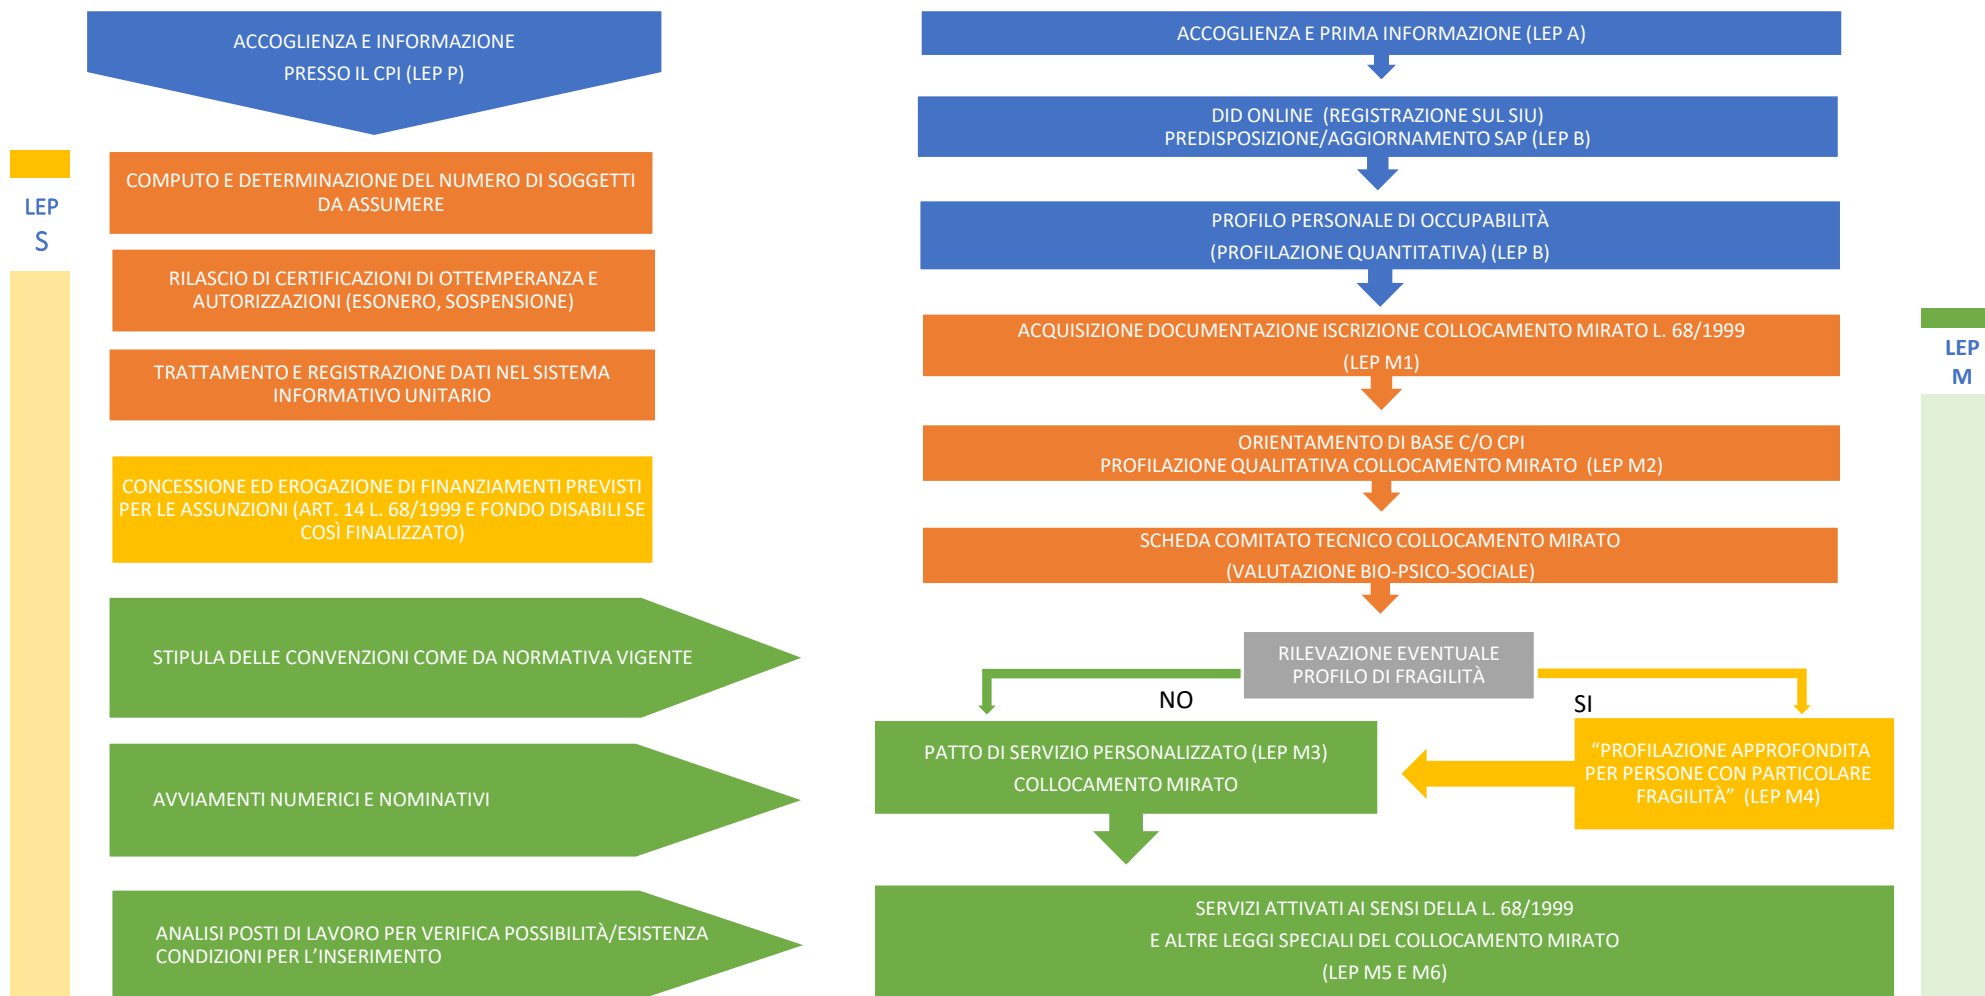 ACCOGLIENZA E INFORMAZIONE
PRESSO IL CPI (LEP P)
LEP
S
COMPUTO E DETERMINAZIONE DEL NUMERO DI SOGGETTI
DA ASSUMERE
RILASCIO DI CERTIFICAZIONI DI OTTEMPERANZA E
AUTORIZZAZIONI (ESONERO, SOSPENSIONE)
TRATTAMENTO E REGISTRAZIONE DATI NEL SISTEMA
INFORMATIVO UNITARIO
CONCESSIONE ED EROGAZIONE DI FINANZIAMENTI PREVISTI
PER LE ASSUNZIONI (ART. 14 L. 68/1999 E FONDO DISABILI SE
COSÌ FINALIZZATO)
STIPULA DELLE CONVENZIONI COME DA NORMATIVA VIGENTE
AVVIAMENTI NUMERICI E NOMINATIVI
ANALISI POSTI DI LAVORO PER VERIFICA POSSIBILITÀ/ESISTENZA
CONDIZIONI PER L'INSERIMENTO
ACCOGLIENZA E PRIMA INFORMAZIONE (LEP A)
DID ONLINE (REGISTRAZIONE SUL SIU)
PREDISPOSIZIONE/AGGIORNAMENTO SAP (LEP B)
PROFILO PERSONALE DI OCCUPABILITÀ
(PROFILAZIONE QUANTITATIVA) (LEP B)
ACQUISIZIONE DOCUMENTAZIONE ISCRIZIONE COLLOCAMENTO MIRATO L. 68/1999
(LEP M1)
ORIENTAMENTO DI BASE C/O CPI
PROFILAZIONE QUALITATIVA COLLOCAMENTO MIRATO (LEP M2)
SCHEDA COMITATO TECNICO COLLOCAMENTO MIRATO
(VALUTAZIONE BIO-PSICO-SOCIALE)
RILEVAZIONE EVENTUALE
PROFILO DI FRAGILITÀ
NO
SI
PATTO DI SERVIZIO PERSONALIZZATO (LEP M3)
COLLOCAMENTO MIRATO
“PROFILAZIONE APPROFONDITA
PER PERSONE CON PARTICOLARE
FRAGILITÀ” (LEP M4)
SERVIZI ATTIVATI AI SENSI DELLA L. 68/1999
E ALTRE LEGGI SPECIALI DEL COLLOCAMENTO MIRATO
(LEP M5 E M6)
LEP
M